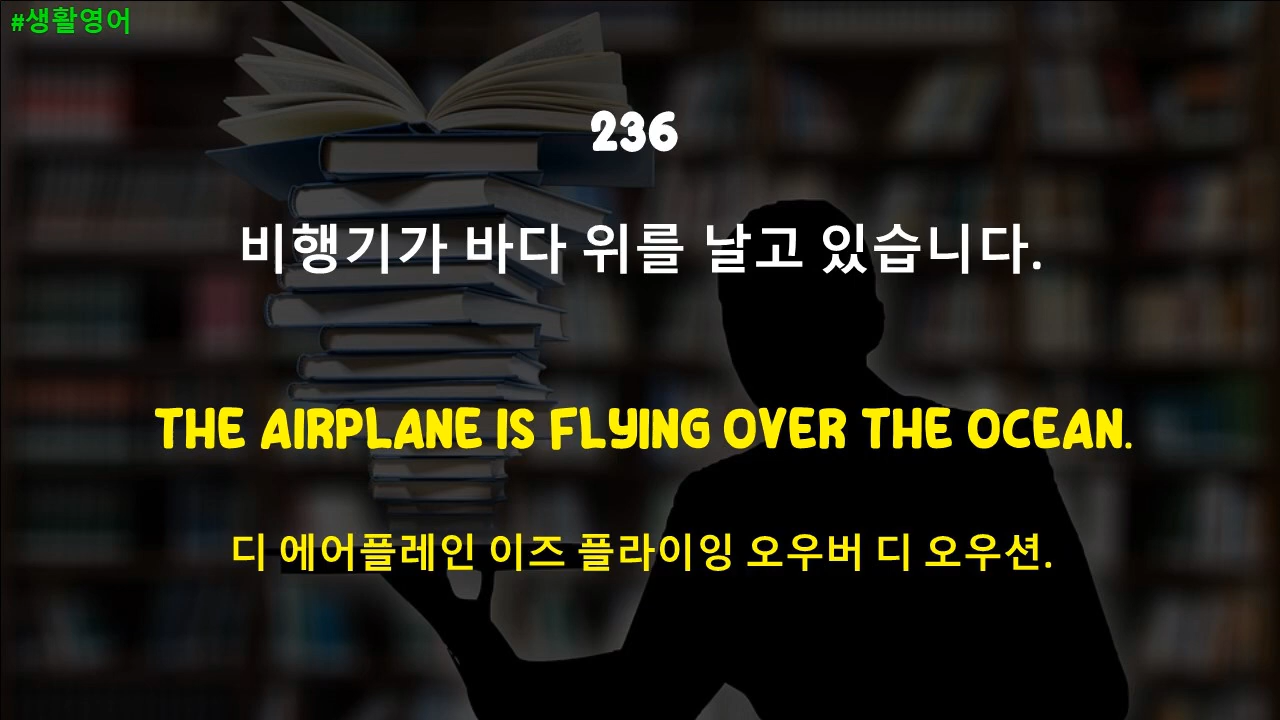 #생활영어
236
비행기가 바다 위를 날고 있습니다.
THE AIRPLANE IS FLYING OVER THE OCEAN.
디 에어플레인 이즈 플라이잉 오우버 디 오우션.